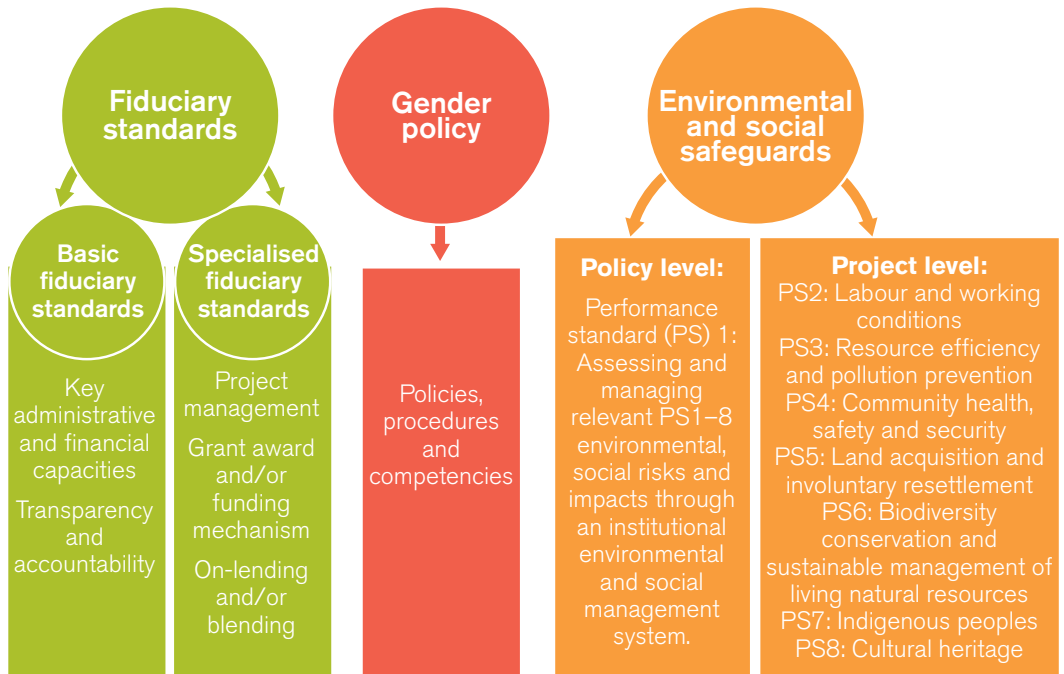 Fiduciary
standards
Basic
fiduciary
standards
Key
administrative
and financial
capacities
Transparency
and
accountability
Specialised
fiduciary
standards
Project
management
Grant award
and/or
funding
mechanism
On-lending
and/or
blending
Gender
policy
Policies,
procedures
and
competencies
Environmental
and social
safeguards
Policy level:
Performance
standard (PS) 1:
Assessing and
managing
relevant PS1–8
environmental,
social risks and
impacts through
an institutional
environmental
and social
management
system.
Project level:
PS2: Labour and working
conditions
PS3: Resource efficiency
and pollution prevention
PS4: Community health,
safety and security
PS5: Land acquisition and
involuntary resettlement
PS6: Biodiversity
conservation and
sustainable management of
living natural resources
PS7: Indigenous peoples
PS8: Cultural heritage